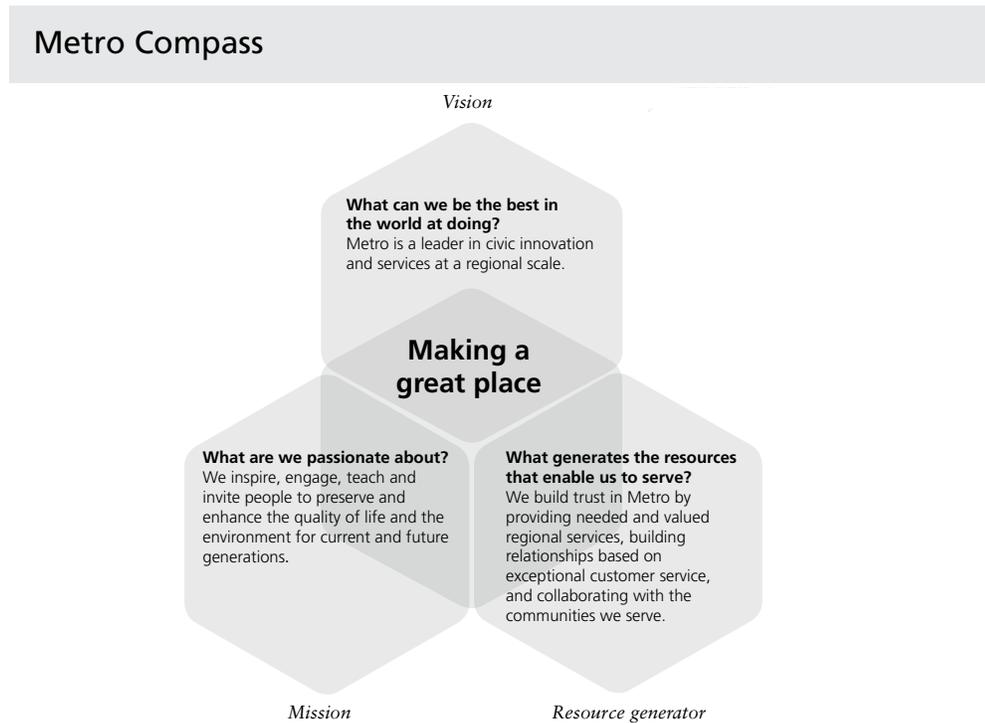 Metro Compass
Vision
What can we be the best in
the world at doing?
Metro is a leader in civic innovation
and services at a regional scale.
Making a
great place
What are we passionate about?
We inspire, engage, teach and
invite people to preserve and
enhance the quality of life and the
environment for current and future
generations.
What generates the resources
that enable us to serve?
We build trust in Metro by
providing needed and valued
regional services, building
relationships based on
exceptional customer service,
and collaborating with the
communities we serve.
Mission
Resource generator